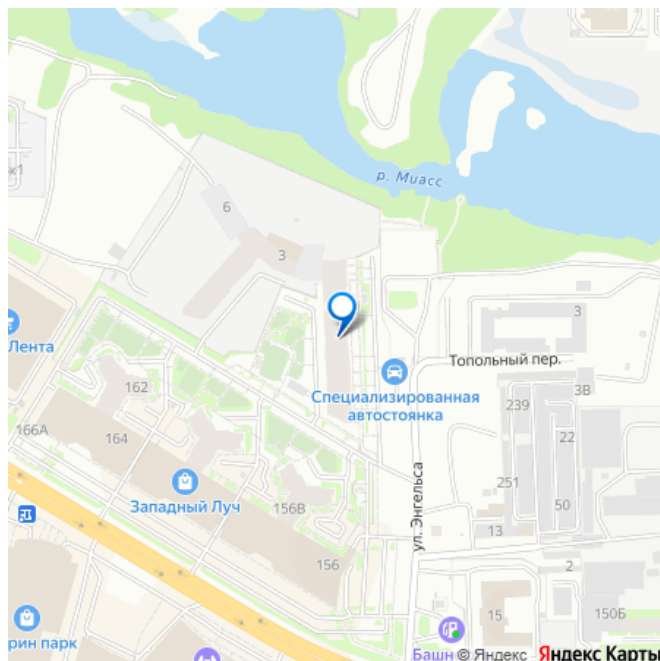 к1
р. Миасс
6
3
3
Лента
Топольный пер.
162
Специализированная
автостоянка
3В
239
166А
164
22
ул. Энгельса
251
Западный Луч
156В
50
13
156
2
15
150Б
рин парк
Башн
© Яндекс Яндекс Карты